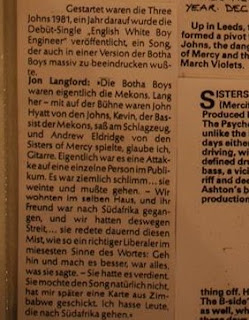 Gestartet waren die Three
Johns 1981, ein Jahr darauf wurde die
Debüt-Single „English White Boy
Engineer" veröffentlicht, ein Song,
der auch in einer Version der Botha
Boys massiv zu beeindrucken wuß-
te.
Jon Langford: »Die Botha Boys
waren eigentlich die Mekons. Lang
her – mit auf der Bühne waren John
Hyatt von den Johns, Kevin, der Bas-
sist der Mekons, saß am Schlagzeug,
und Andrew Eldridge von den
Sisters of Mercy spielte, glaube ich,
Gitarre. Eigentlich war es eine Attak-
ke auf eine einzelne Person im Publi-
kum. Es war ziemlich schlimm... sie
weinte und mußte gehen. – Wir
wohnten im selben Haus, und ihr
Freund war nach Südafrika gegan-
gen, und wir hatten deswegen
Streit,... sie redete dauernd diesen
Mist, wie so ein richtiger Liberaler im
miesesten Sinne des Wortes: Geh
hin und mach es besser, war alles,
was sie sagte. – Sie hatte es verdient.
Sie mochte den Song natürlich nicht,
hat mir später eine Karte aus Zim-
babwe geschickt. Ich hasse Leute,
die nach Südafrika gehen.«
YEAR. DEC
Up in Leeds, t
formed a pivot
of Mercy and th
March Violets.
SISTERS
(Merci
Produced
The Psych
unlike the
days either
driving, wi
defined dru
bass, a vici
riff and dee
Ashton's b
production
thing off. H
The B-side
as well, wri